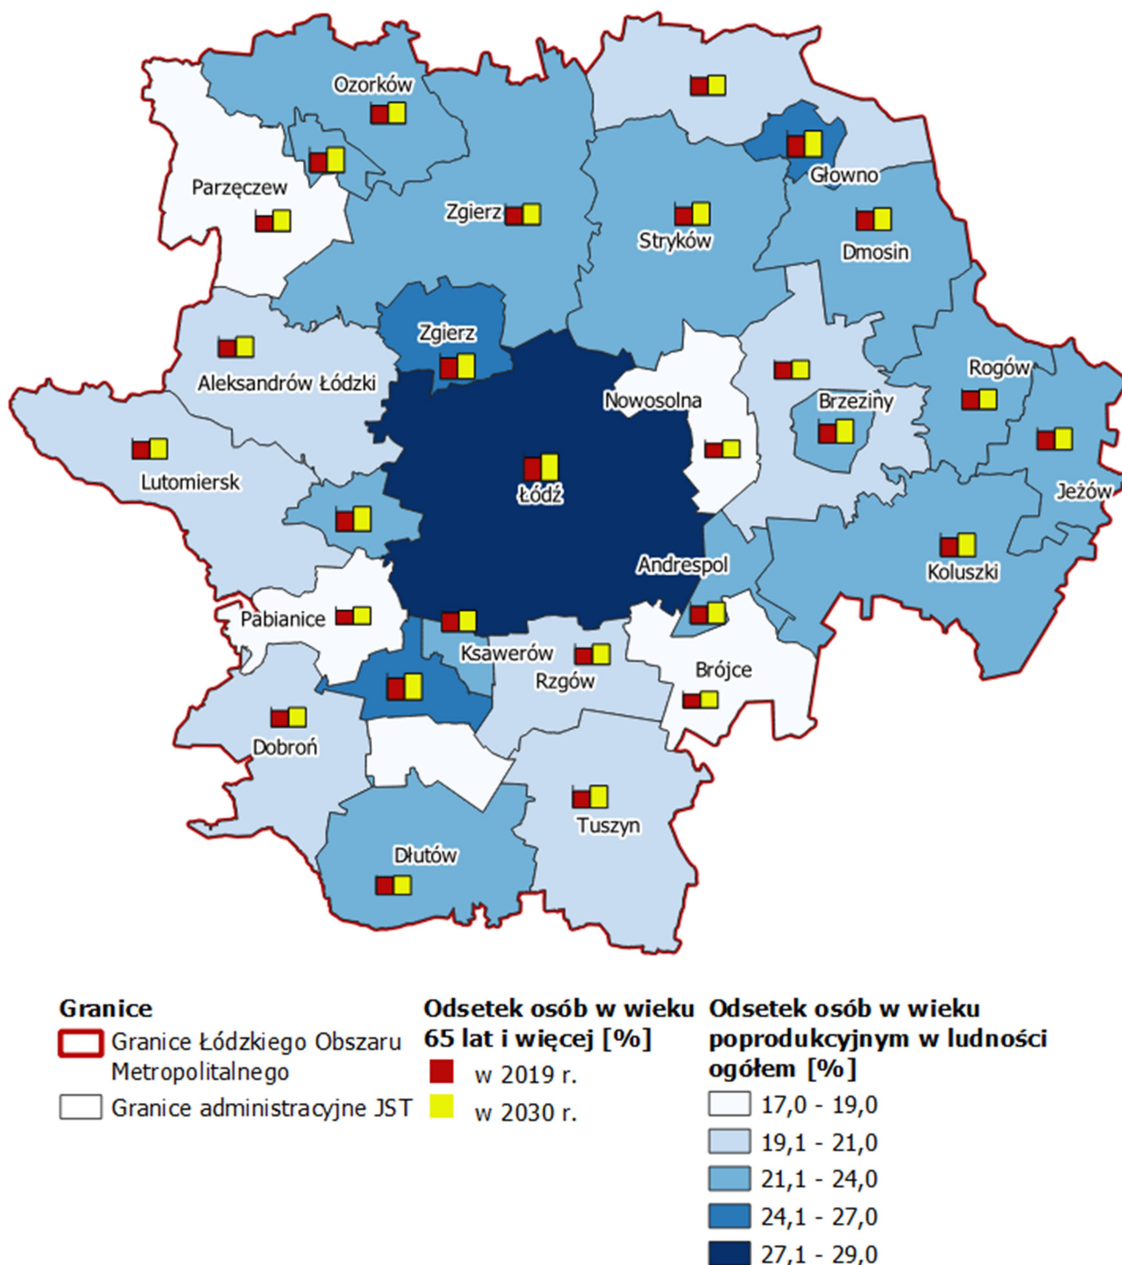 Ozorków
Głowno
Parzęczew
Zgierz
Stryków
Dmosin
Zgierz
Rogów
Aleksandrów Łódzki
Nowosolna
Brzeziny
Lutomiersk
Łódź
Jeżów
Andrespol
Koluszki
Pabianice
Ksawerów
Brójce
Rzgów
Dobroń
Tuszyn
Dłutów
Granice
Granice Łódzkiego Obszaru
Metropolitalnego
Granice administracyjne JST
Odsetek osób w wieku
65 lat i więcej [%]
w 2019 r.
w 2030 r.
Odsetek osób w wieku
poprodukcyjnym w ludności
ogółem [%]
17,0 - 19,0
19,1 - 21,0
21,1 - 24,0
24,1 - 27,0
27,1 - 29,0